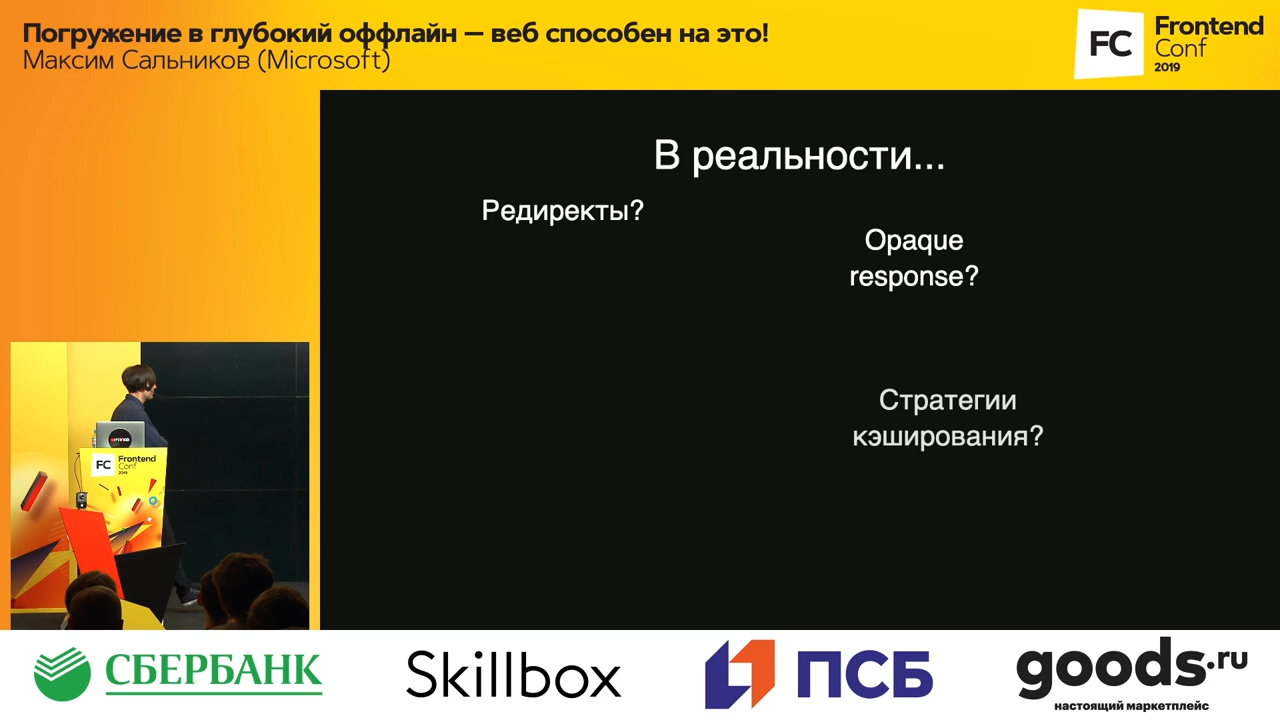 Погружение в глубокий оффлайн — веб способен на это!
Максим Сальников (Microsoft)
FC
Frontend
Conf
2019
В реальности...
Редиректы?
Opaque
response?
Стратегии
кэширования?
FC
Frontend
Conf
2019
СБЕРБАНК
Skillbox
ПСБ
goods.ru
настоящий маркетплейс